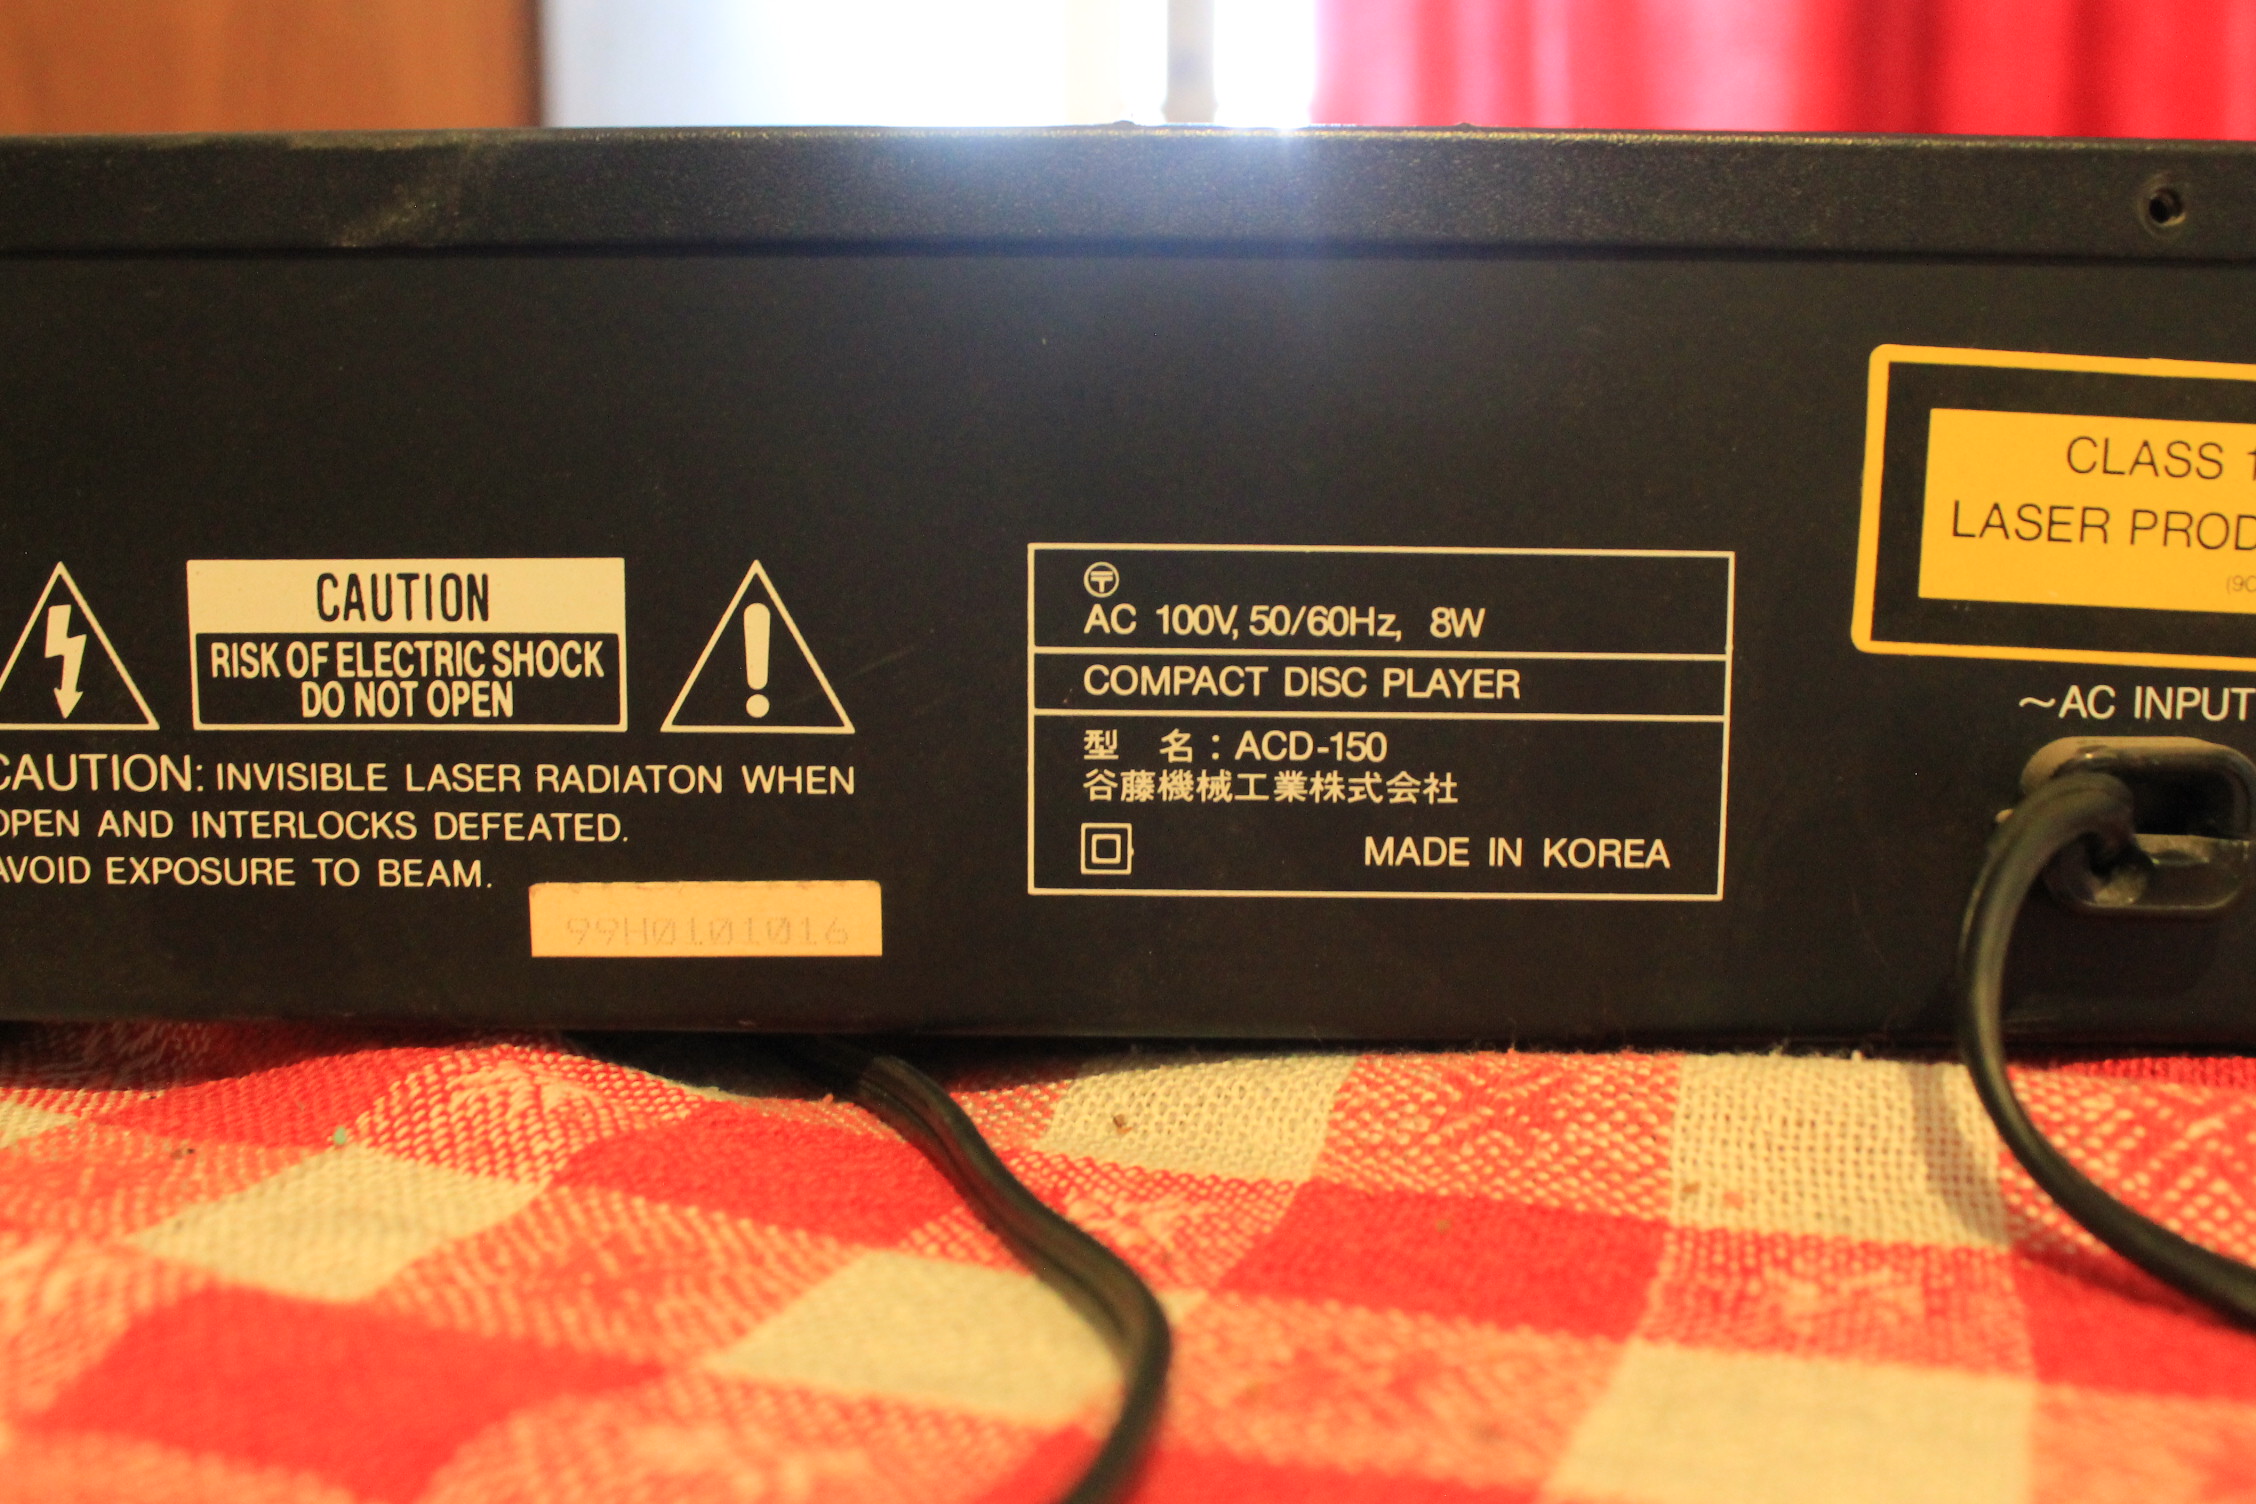 CAUTION
RISK OF ELECTRIC SHOCK
DO NOT OPEN
CAUTION: INVISIBLE LASER RADIATON WHEN
OPEN AND INTERLOCKS DEFEATED.
AVOID EXPOSURE TO BEAM.
99H0101016
〒
AC 100V, 50/60Hz, 8W
COMPACT DISC PLAYER
型 名：ACD-150
谷藤機械工業株式会社
MADE IN KOREA
CLASS 1
LASER PROD
~AC INPUT